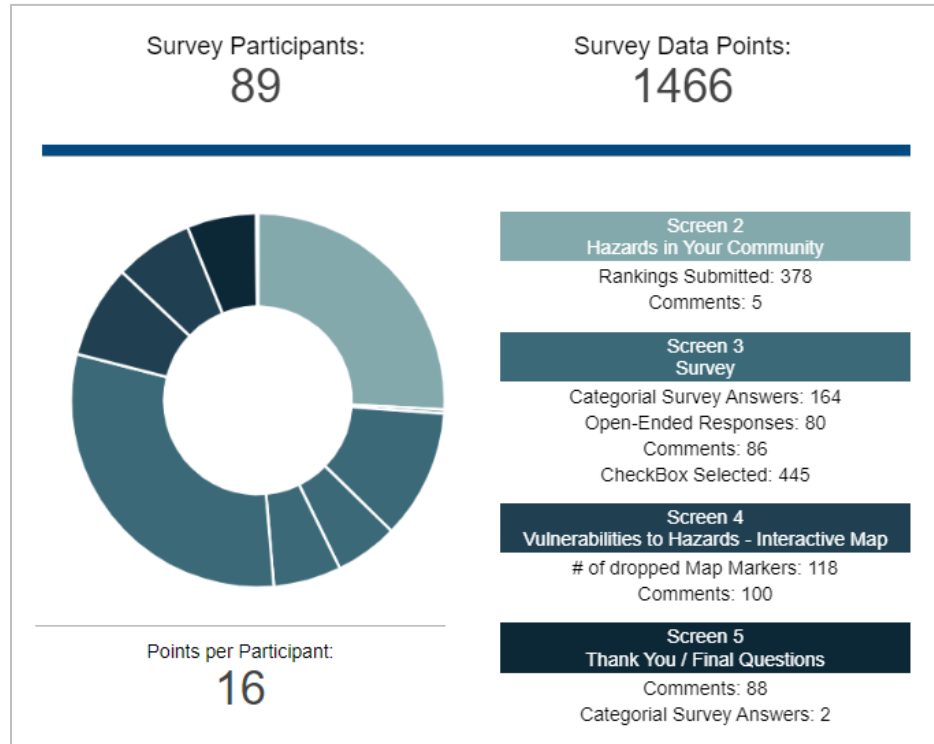 Survey Participants:
89
Survey Data Points:
1466
Screen 2
Hazards in Your Community
Rankings Submitted: 378
Comments: 5
Screen 3
Survey
Categorial Survey Answers: 164
Open-Ended Responses: 80
Comments: 86
CheckBox Selected: 445
Screen 4
Vulnerabilities to Hazards - Interactive Map
# of dropped Map Markers: 118
Comments: 100
Screen 5
Thank You / Final Questions
Comments: 88
Categorial Survey Answers: 2
Points per Participant:
16